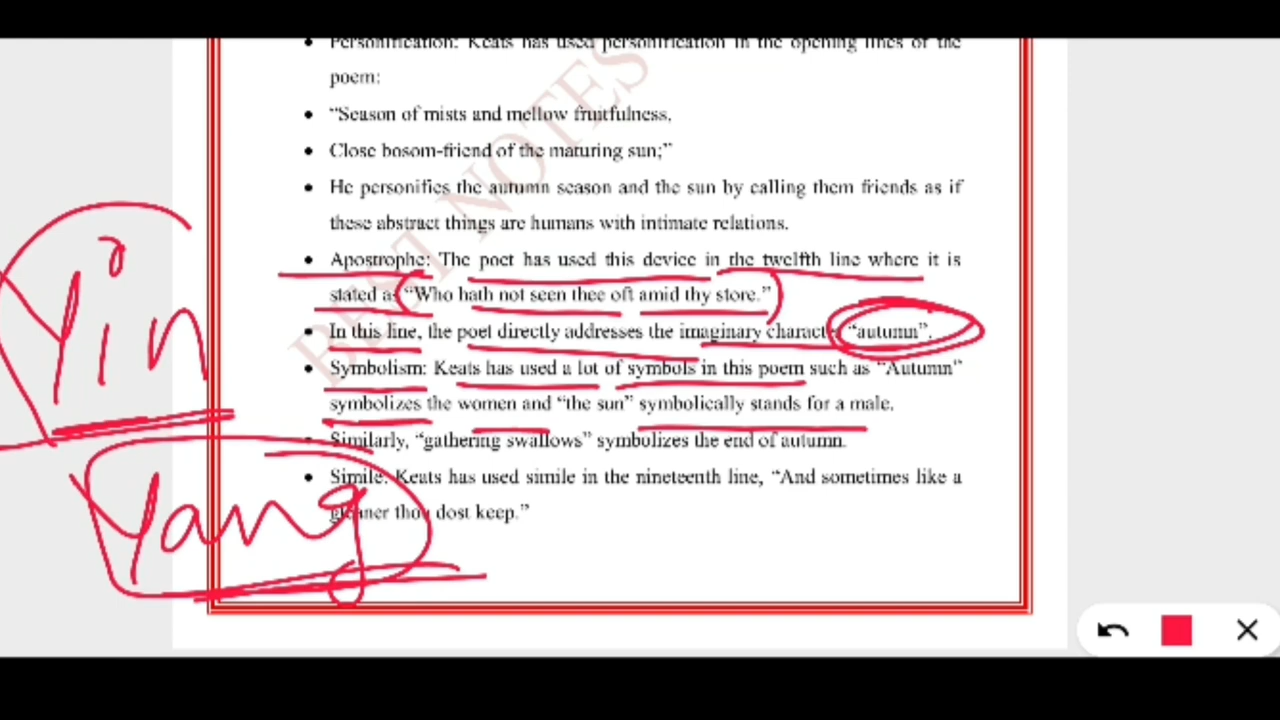 Personification: Keats has used personification in the opening lines of the
poem:
“Season of mists and mellow fruitfulness,
Close bosom-friend of the maturing sun;”
He personifies the autumn season and the sun by calling them friends as if
these abstract things are humans with intimate relations.
Apostrophe: The poet has used this device in the twelfth line where it is
stated as “Who hath not seen thee oft amid thy store.”
In this line, the poet directly addresses the imaginary character “autumn”.
Symbolism: Keats has used a lot of symbols in this poem such as “Autumn”
symbolizes the women and “the sun” symbolically stands for a male.
Similarly, “gathering swallows” symbolizes the end of autumn.
Simile: Keats has used simile in the nineteenth line, “And sometimes like a
gleaner thou dost keep.”
Yin
Yang
BEST NOTES